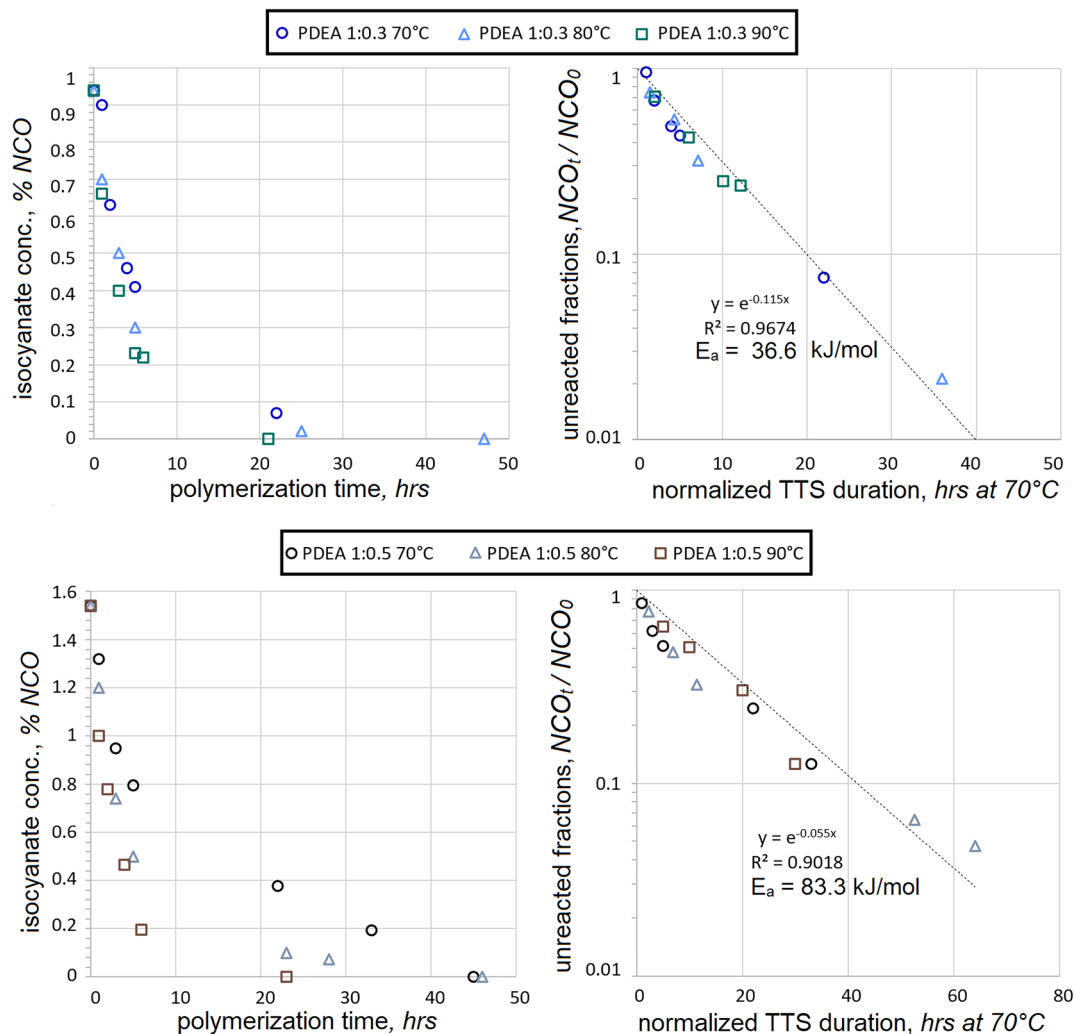 PDEA 1:0.3 70°C PDEA 1:0.3 80°C PDEA 1:0.3 90°C
isocyanate conc., % NCO
1
0.9
0.8
0.7
0.6
0.5
0.4
0.3
0.2
0.1
0
0 10 20 30 40 50
polymerization time, hrs
unreacted fractions, NCOt / NCO0
1
0.1
0.01
y = e-0.115x
R² = 0.9674
Ea = 36.6 kJ/mol
0 10 20 30 40 50
normalized TTS duration, hrs at 70°C
PDEA 1:0.5 70°C PDEA 1:0.5 80°C PDEA 1:0.5 90°C
isocyanate conc., % NCO
1.6
1.4
1.2
1
0.8
0.6
0.4
0.2
0
0 10 20 30 40 50
polymerization time, hrs
unreacted fractions, NCOt / NCO0
1
0.1
0.01
y = e-0.055x
R² = 0.9018
Ea = 83.3 kJ/mol
0 20 40 60 80
normalized TTS duration, hrs at 70°C